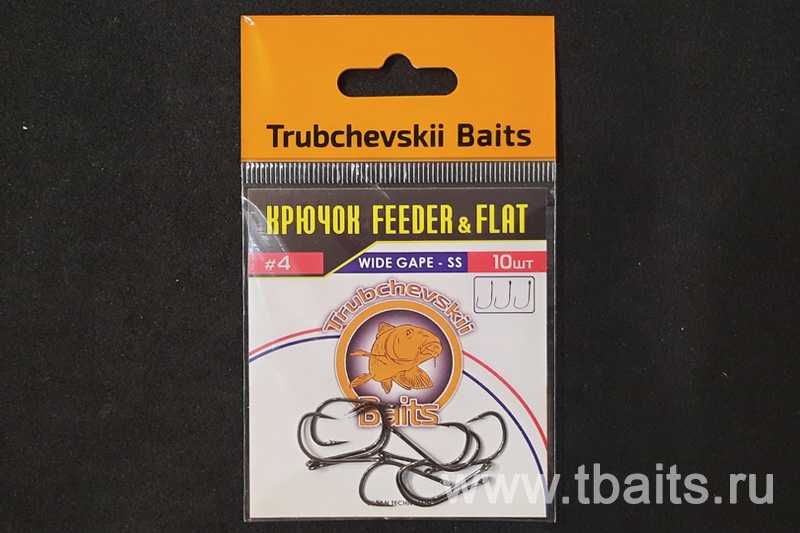 Trubchevskii Baits
КРЮЧОК FEEDER & FLAT
#4 WIDE GAPE - SS 10шт
Trubchevskii
Baits
www.tbaits.ru